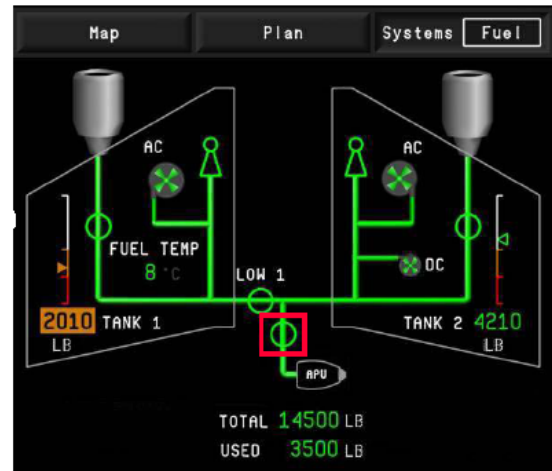 Map Plan Systems Fuel
AC AC
FUEL TEMP
8 °C
LOW 1
DC
2010 TANK 1
LB
TANK 2 4210
LB
APU
TOTAL 14500 LB
USED 3500 LB